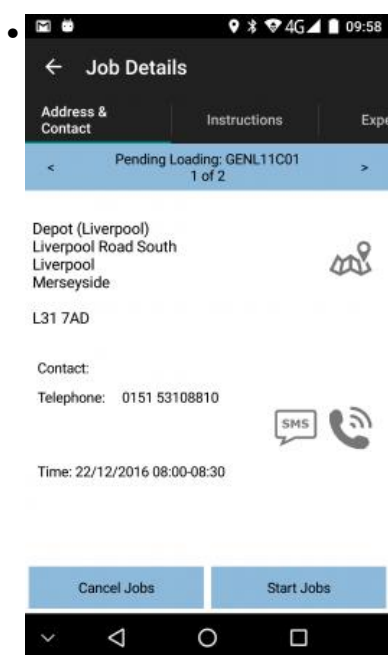 4G 09:58
← Job Details
Address & Contact
Instructions
Expe
< Pending Loading: GENL11C01 >
1 of 2
Depot (Liverpool)
Liverpool Road South
Liverpool
Merseyside
L31 7AD
Contact:
Telephone: 0151 53108810
SMS
Time: 22/12/2016 08:00-08:30
Cancel Jobs
Start Jobs